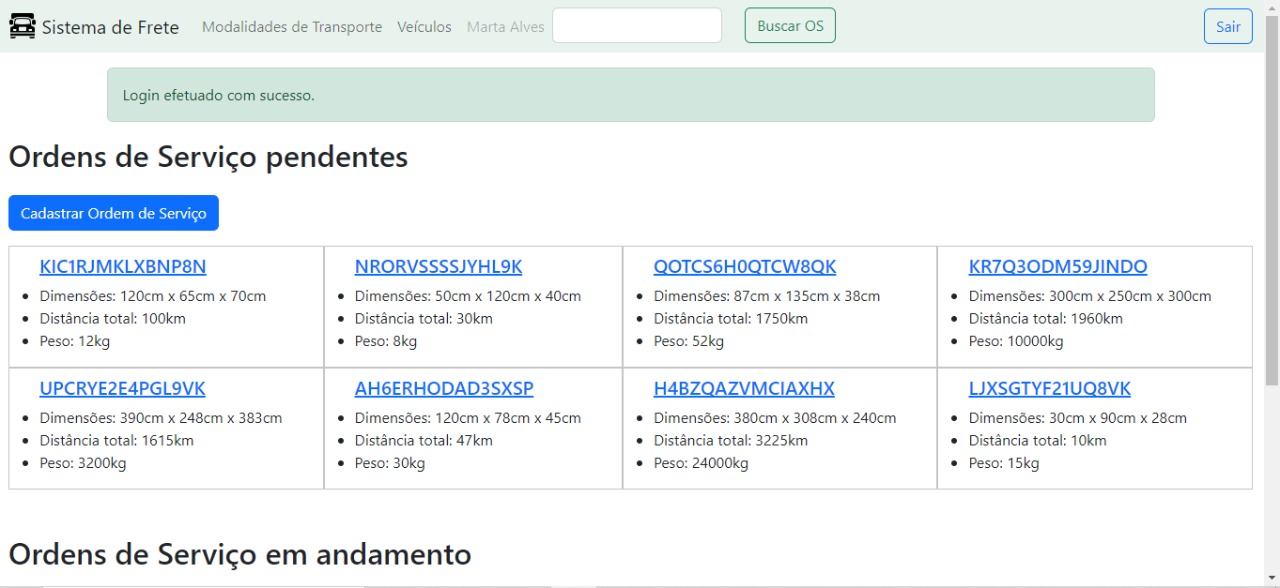 Sistema de Frete Modalidades de Transporte Veículos Marta Alves Buscar OS Sair
Login efetuado com sucesso.
Ordens de Serviço pendentes
Cadastrar Ordem de Serviço
KIC1RJMKLXBNP8N
Dimensões: 120cm x 65cm x 70cm
Distância total: 100km
Peso: 12kg
NRORVSSSSJYHL9K
Dimensões: 50cm x 120cm x 40cm
Distância total: 30km
Peso: 8kg
QOTCS6H0QTCW8QK
Dimensões: 87cm x 135cm x 38cm
Distância total: 1750km
Peso: 52kg
KR7Q3ODM59JINDO
Dimensões: 300cm x 250cm x 300cm
Distância total: 1960km
Peso: 10000kg
UPCRYE2E4PGL9VK
Dimensões: 390cm x 248cm x 383cm
Distância total: 1615km
Peso: 3200kg
AH6ERHODAD3SXSP
Dimensões: 120cm x 78cm x 45cm
Distância total: 47km
Peso: 30kg
H4BZQAZVMCIAXHX
Dimensões: 380cm x 308cm x 240cm
Distância total: 3225km
Peso: 24000kg
LJXSGTYF21UQ8VK
Dimensões: 30cm x 90cm x 28cm
Distância total: 10km
Peso: 15kg
Ordens de Serviço em andamento